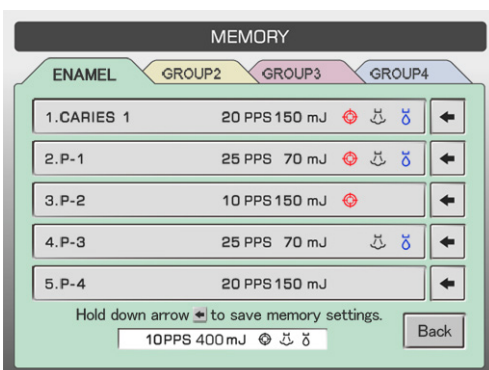 MEMORY
ENAMEL GROUP2 GROUP3 GROUP4
1.CARIES 1 20 PPS 150 mJ
2.P-1 25 PPS 70 mJ
3.P-2 10 PPS 150 mJ
4.P-3 25 PPS 70 mJ
5.P-4 20 PPS 150 mJ
Hold down arrow to save memory settings.
10PPS 400 mJ
Back